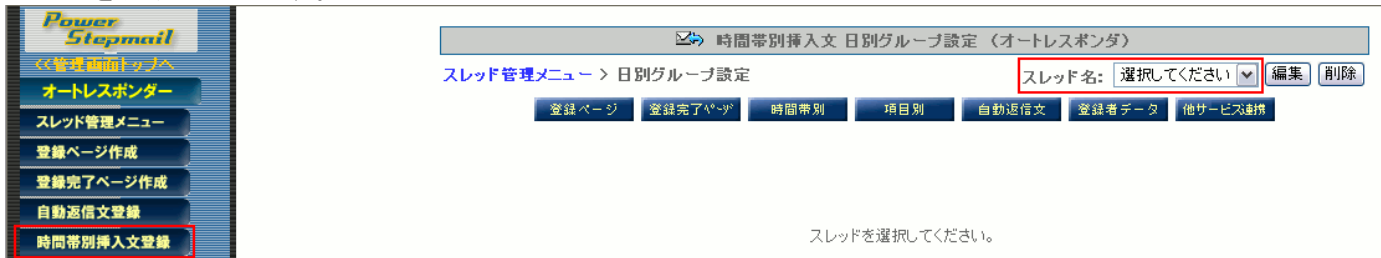 Power
Stepmail
<<管理画面トップへ
オートレスポンダー
スレッド管理メニュー
登録ページ作成
登録完了ページ作成
自動返信文登録
時間帯別挿入文登録
時間帯別挿入文 日別グループ設定 （オートレスポンダ）
スレッド管理メニュー > 日別グループ設定
スレッド名: 選択してください 編集 削除
登録ページ 登録完了ページ 時間帯別 項目別 自動返信文 登録者データ 他サービス連携
スレッドを選択してください。